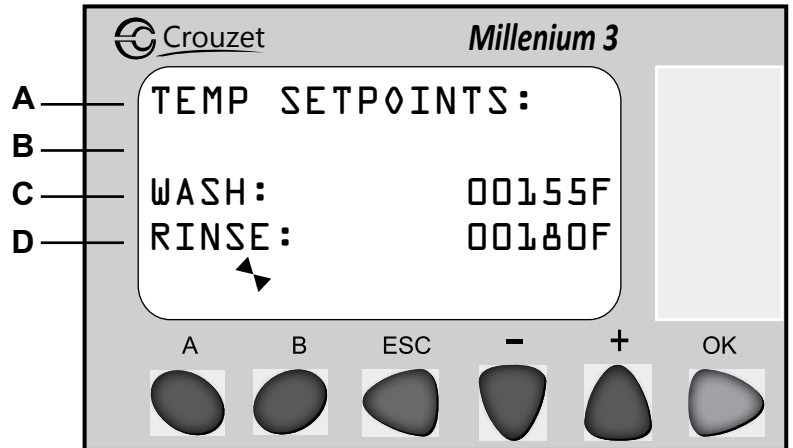 Crouzet Millenium 3
A TEMP SETPOINTS:
B
C WASH: 00155F
D RINSE: 00180F
A B ESC - + OK